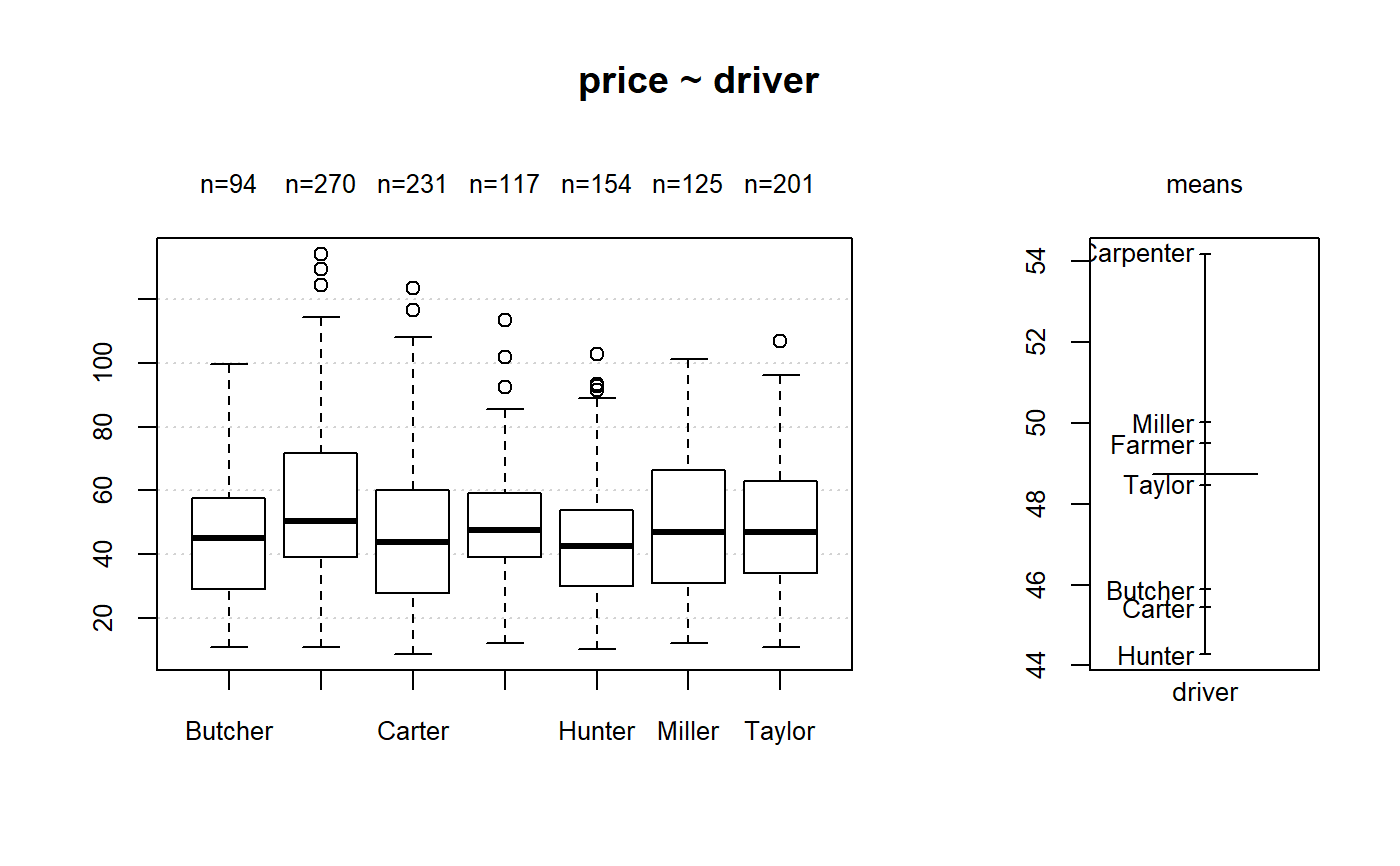 price ~ driver
n=94 n=270 n=231 n=117 n=154 n=125 n=201
100
80
60
40
20
Butcher Carter Hunter Miller Taylor
means
54
52
50
48
46
44
Carpenter
Miller
Farmer
Taylor
Butcher
Carter
Hunter
driver